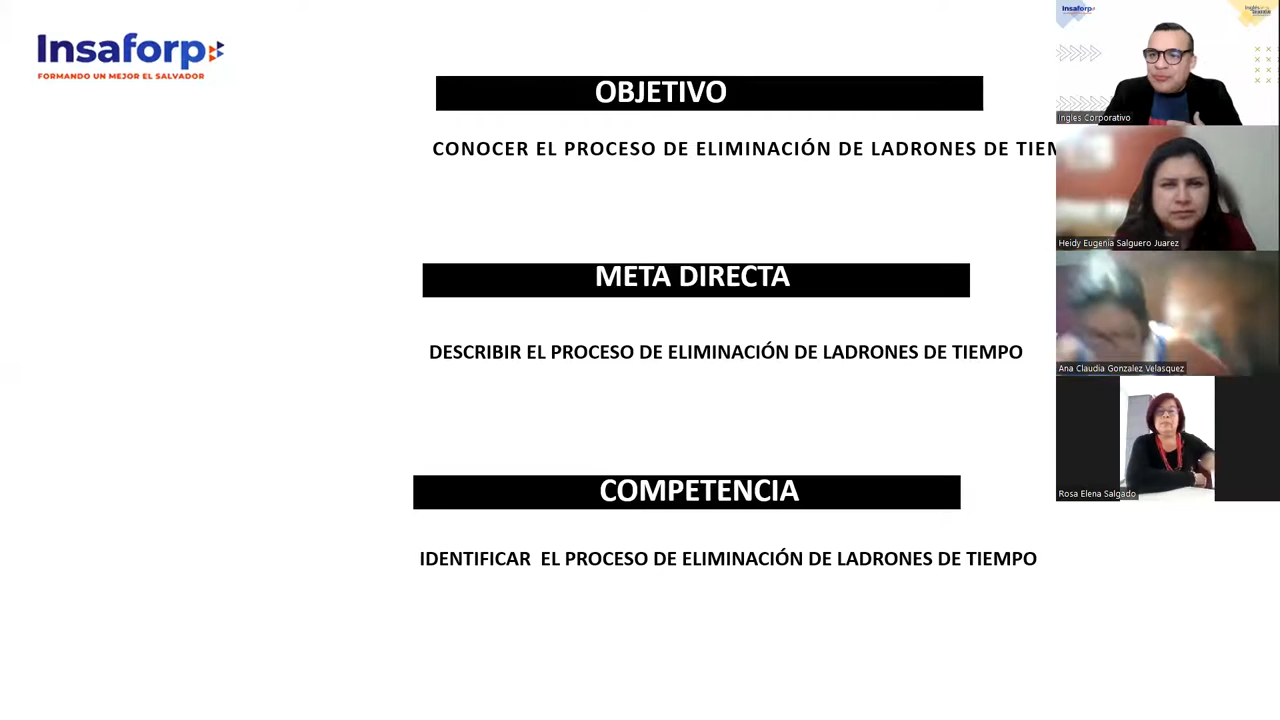 Insaforp
FORMANDO UN MEJOR EL SALVADOR
OBJETIVO
CONOCER EL PROCESO DE ELIMINACIÓN DE LADRONES DE TIEM
META DIRECTA
DESCRIBIR EL PROCESO DE ELIMINACIÓN DE LADRONES DE TIEMPO
COMPETENCIA
IDENTIFICAR EL PROCESO DE ELIMINACIÓN DE LADRONES DE TIEMPO
Insaforp
Ingles Corporativo
Heidy Eugenia Salguero Juarez
Ana Claudia Gonzalez Velasquez
Rosa Elena Salgado